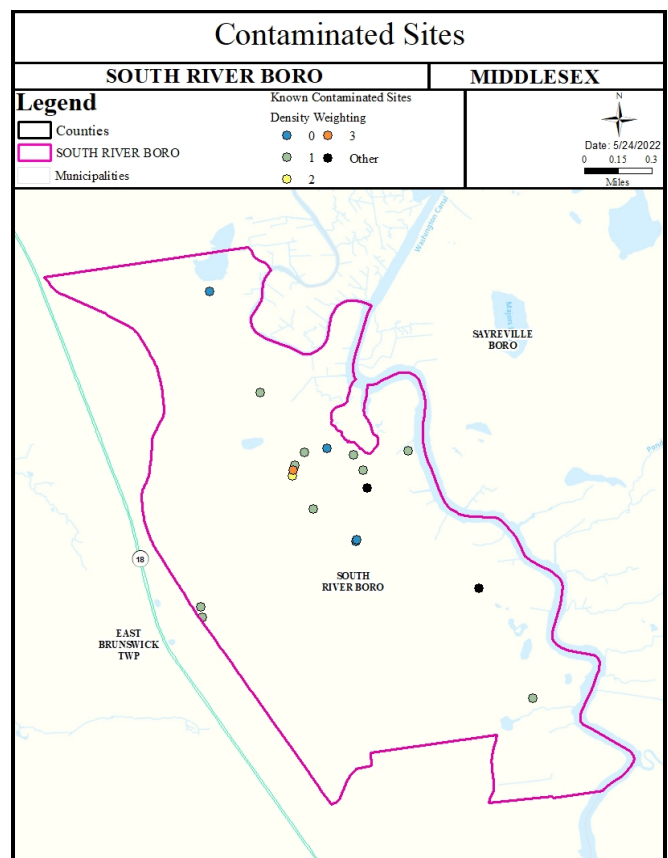 Contaminated Sites
SOUTH RIVER BORO
MIDDLESEX
Legend
Counties
SOUTH RIVER BORO
Municipalities
Known Contaminated Sites
Density Weighting
0
3
1
Other
2
N
Date: 5/24/2022
0 0.15 0.3
Miles
Washington Canal
SAYREVILLE
BORO
18
SOUTH
RIVER BORO
EAST
BRUNSWICK
TWP